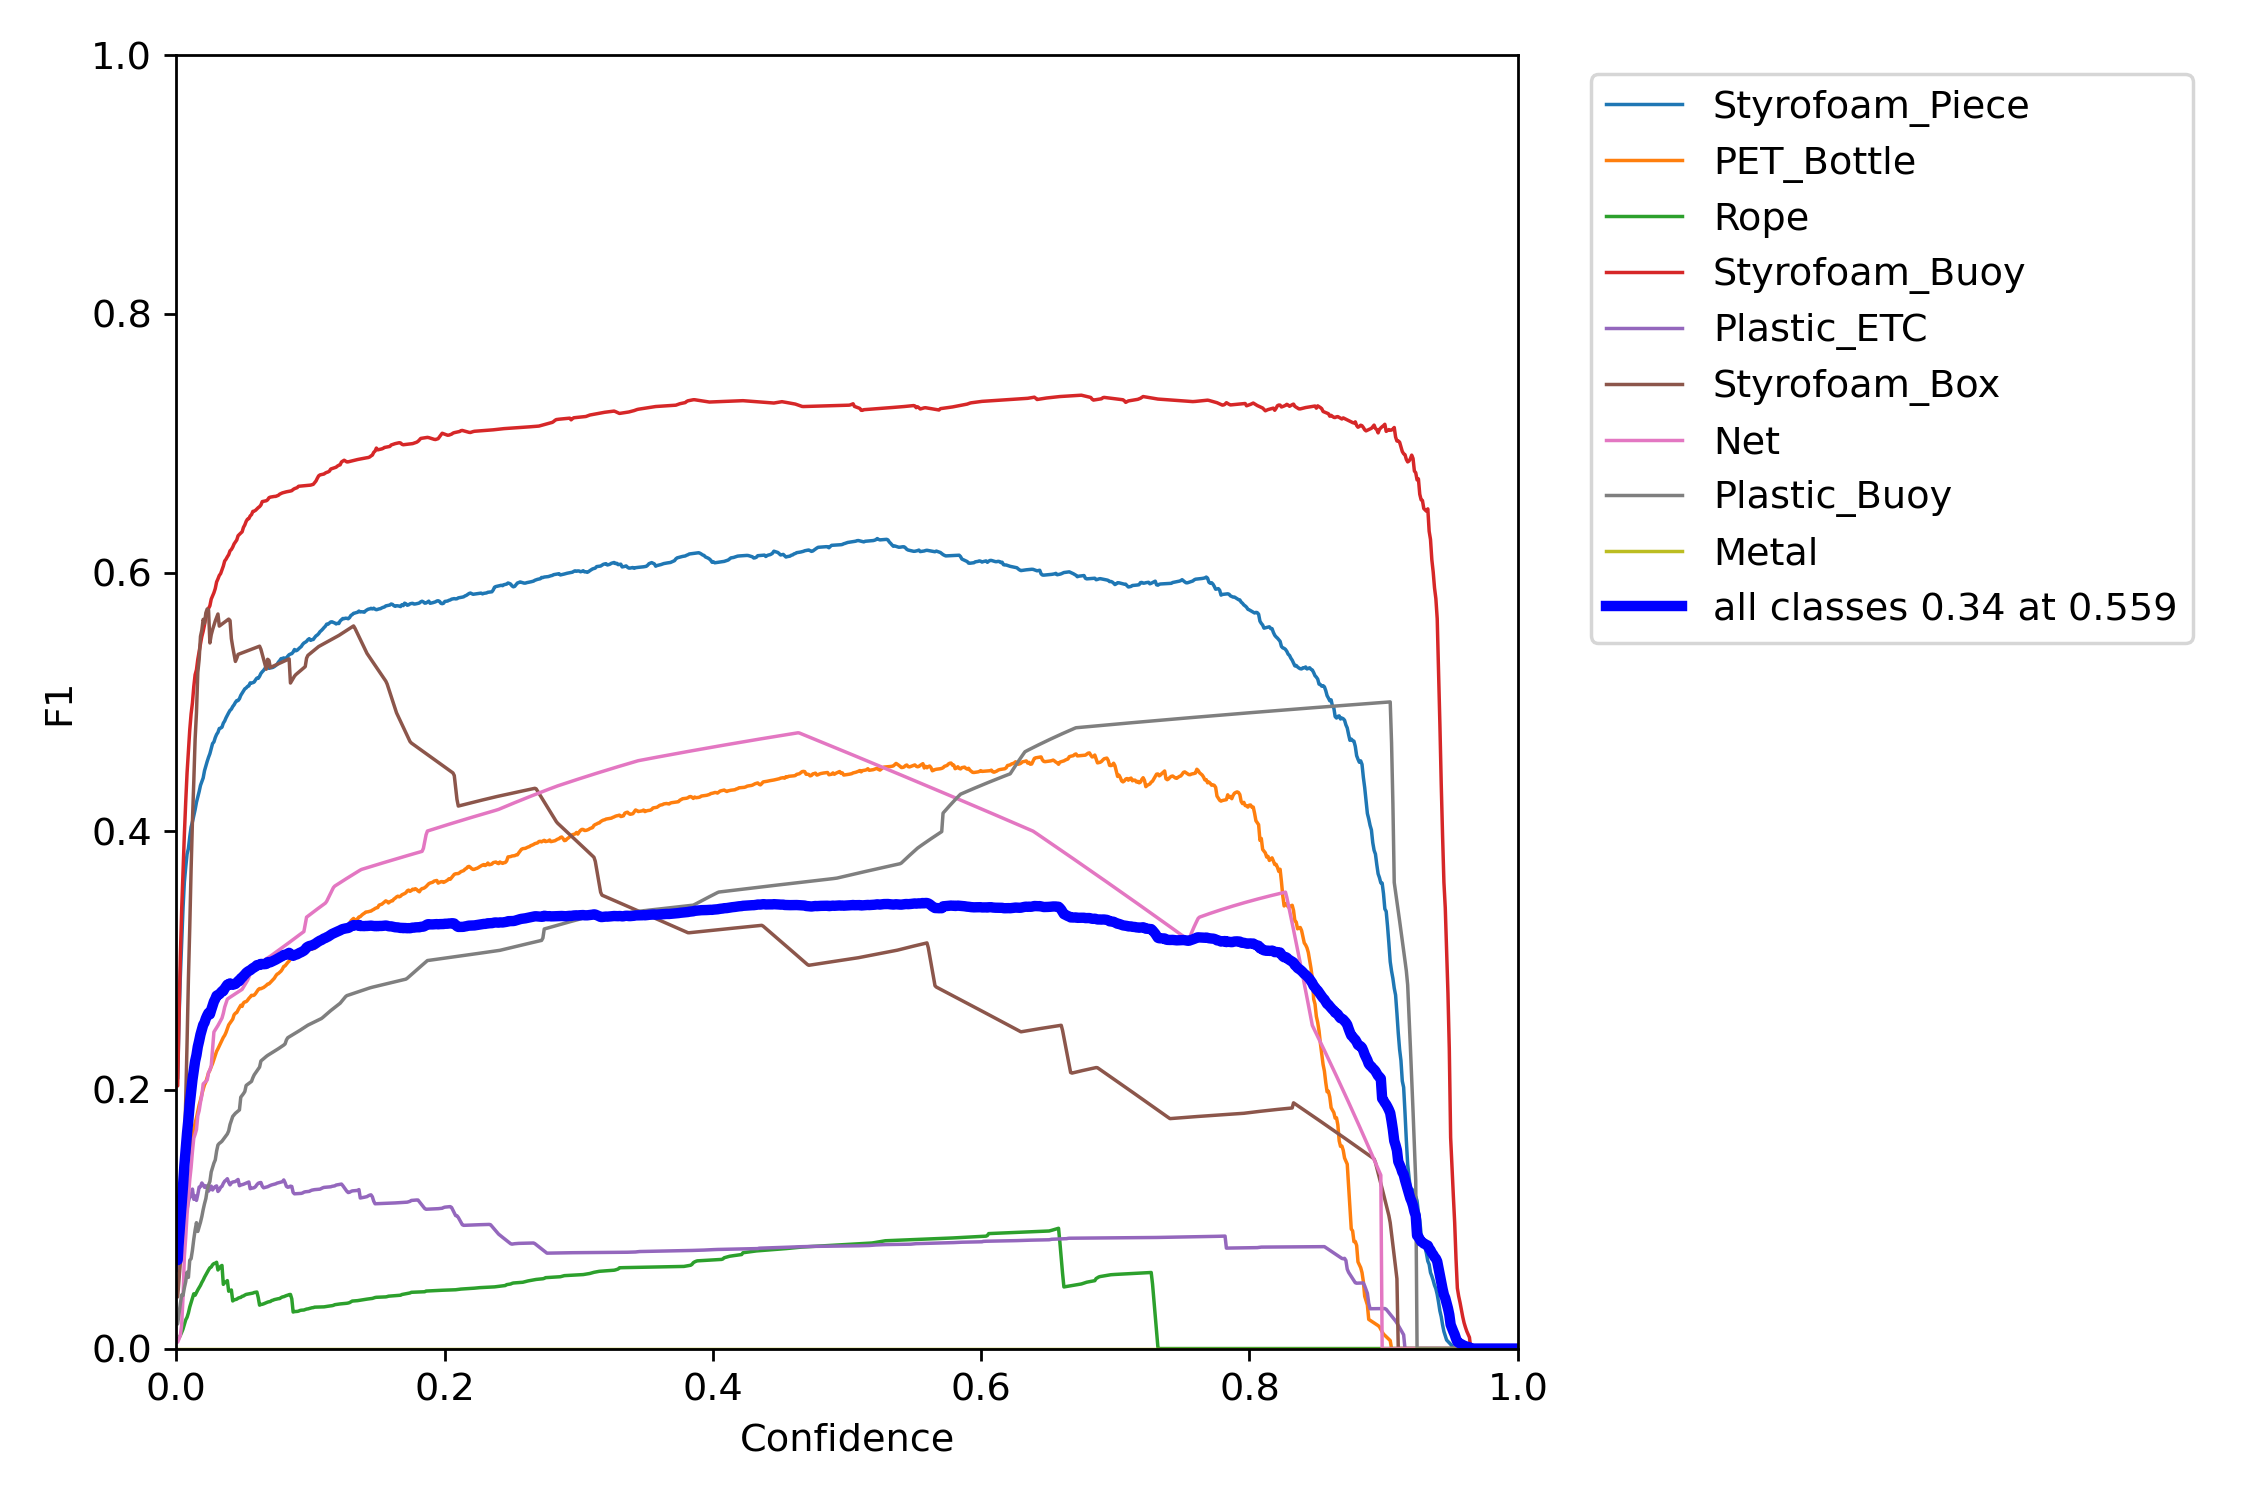 1.0
0.8
0.6
0.4
0.2
0.0
F1
0.0 0.2 0.4 0.6 0.8 1.0
Confidence
Styrofoam_Piece
PET_Bottle
Rope
Styrofoam_Buoy
Plastic_ETC
Styrofoam_Box
Net
Plastic_Buoy
Metal
all classes 0.34 at 0.559